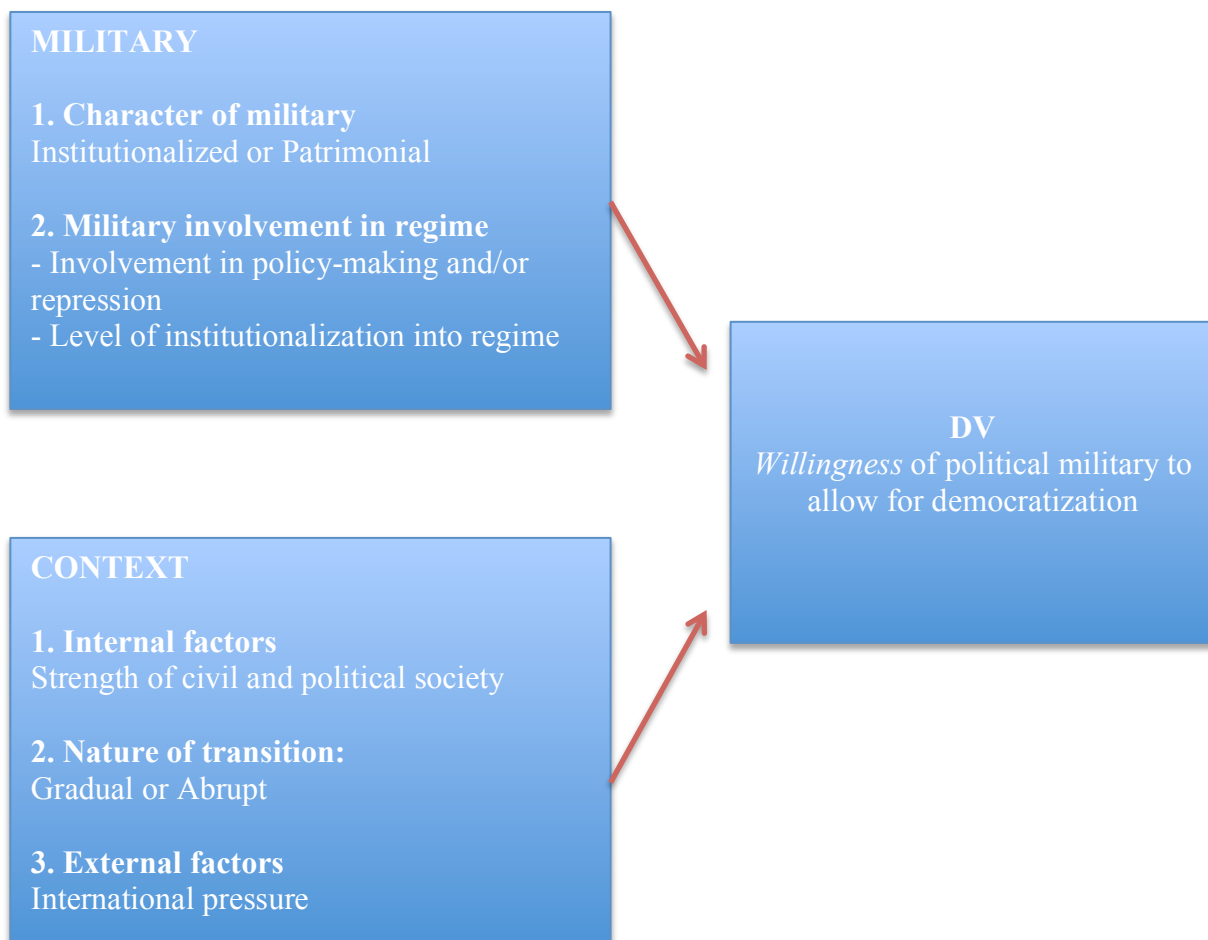 MILITARY
1. Character of military
Institutionalized or Patrimonial
2. Military involvement in regime
- Involvement in policy-making and/or
repression
- Level of institutionalization into regime
DV
Willingness of political military to
allow for democratization
CONTEXT
1. Internal factors
Strength of civil and political society
2. Nature of transition:
Gradual or Abrupt
3. External factors
International pressure